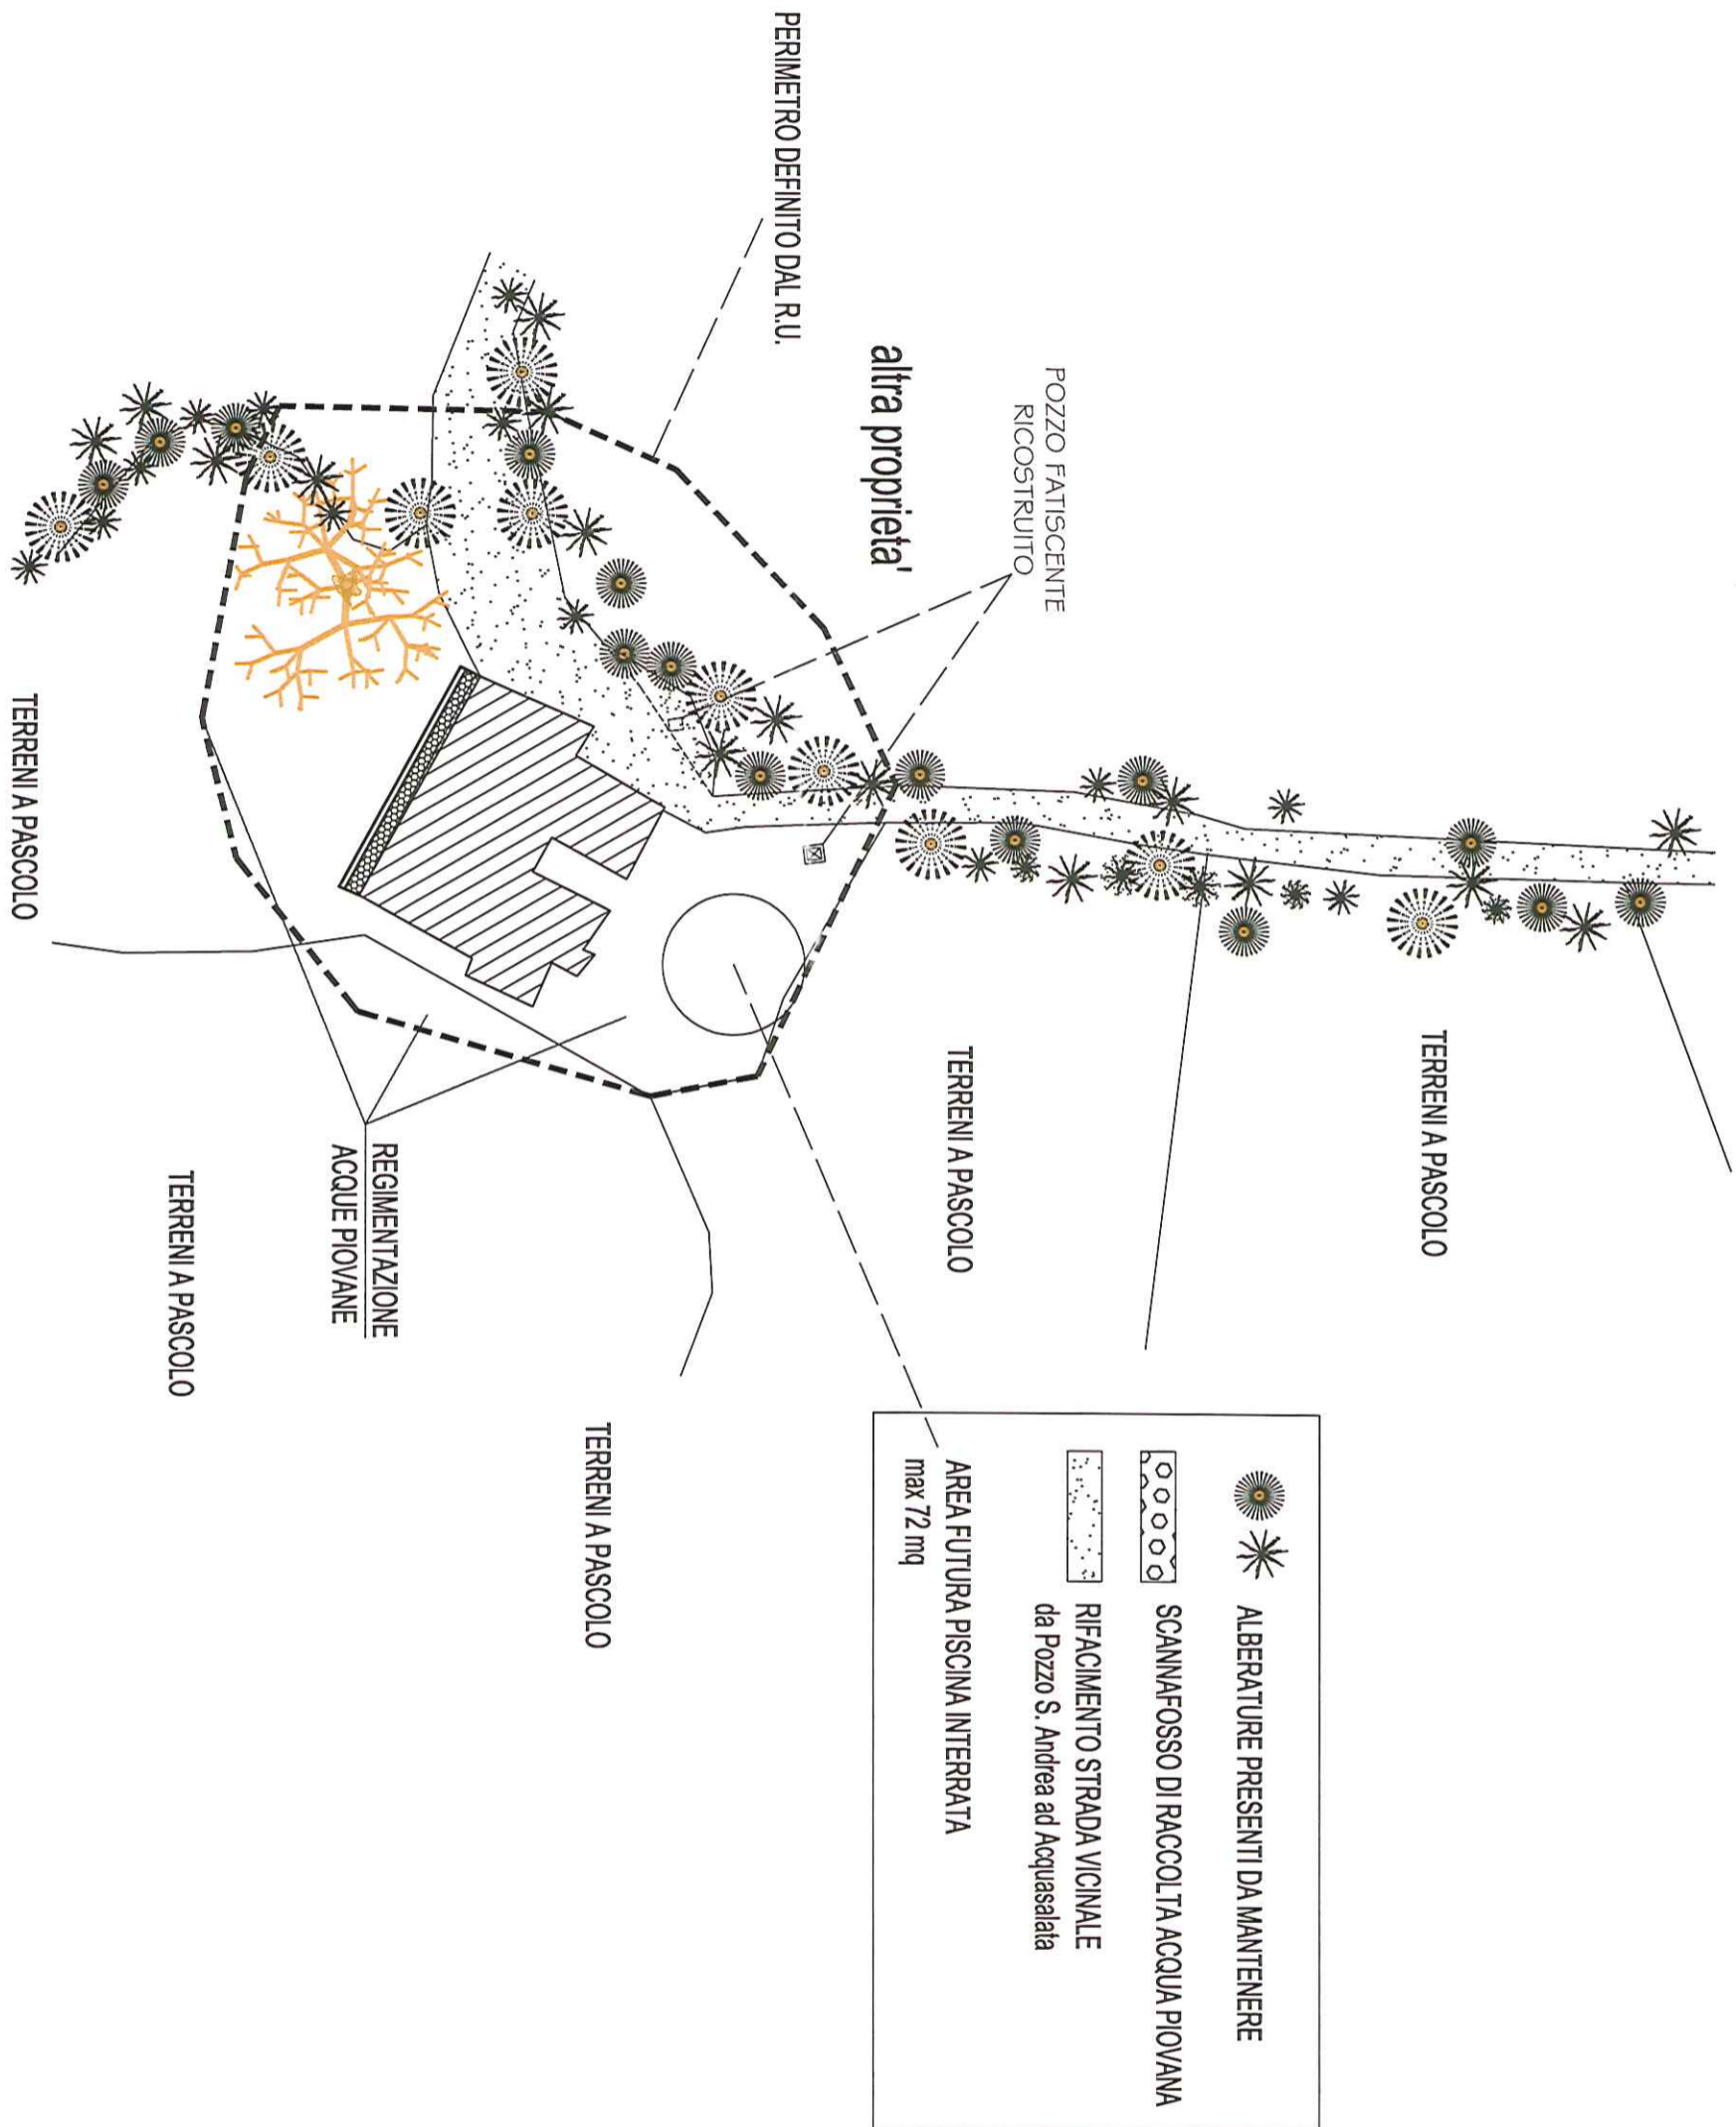 PERIMETRO DEFINITO DAL R.U.
altra proprieta'
POZZO FATISCENTE
RICOSTRUITO
TERRENI A PASCOLO
TERRENI A PASCOLO
TERRENI A PASCOLO
TERRENI A PASCOLO
TERRENI A PASCOLO
REGIMENTAZIONE
ACQUE PIOVANE
ALBERATURE PRESENTI DA MANTENERE
SCANNAFOSSO DI RACCOLTA ACQUA PIOVANA
RIFACIMENTO STRADA VICINALE
da Pozzo S. Andrea ad Acquasalata
AREA FUTURA PISCINA INTERRATA
max 72 mq